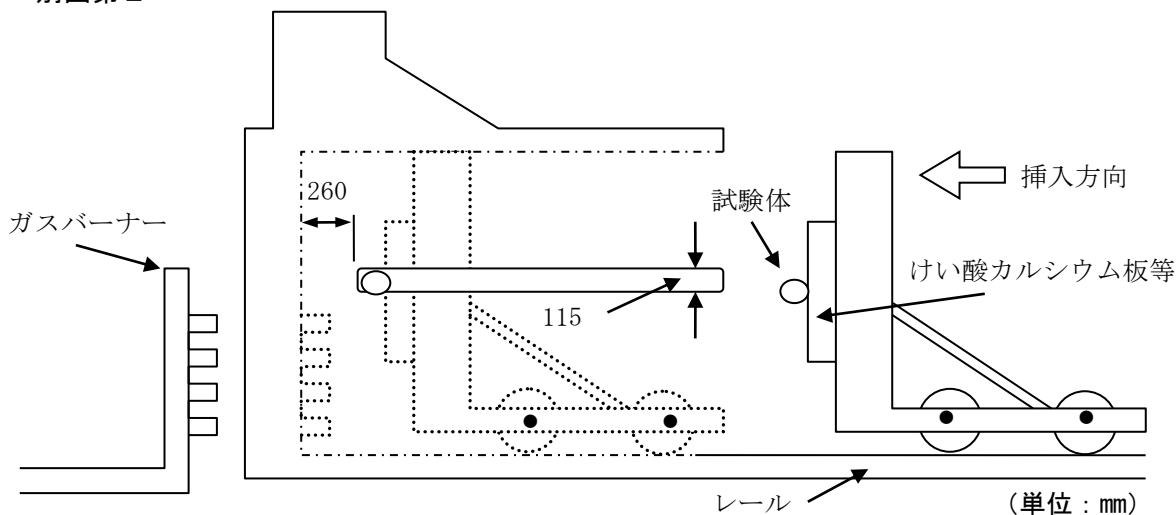 別図第2
260
ガスバーナー
試験体
挿入方向
けい酸カルシウム板等
115
レール
（単位：㎜）